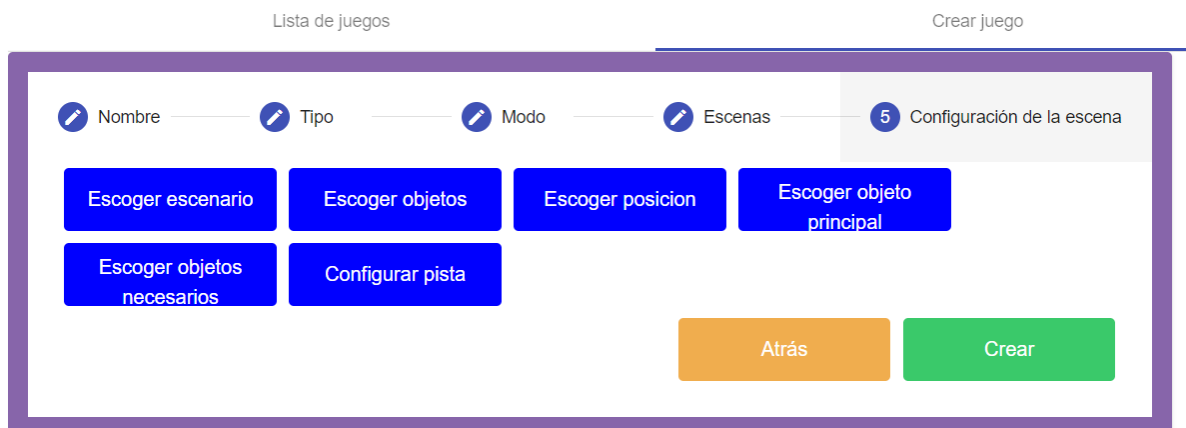 Lista de juegos Crear juego
Nombre Tipo Modo Escenas 5 Configuración de la escena
Escoger escenario Escoger objetos Escoger posicion Escoger objeto
principal
Escoger objetos
necesarios Configurar pista
Atrás Crear